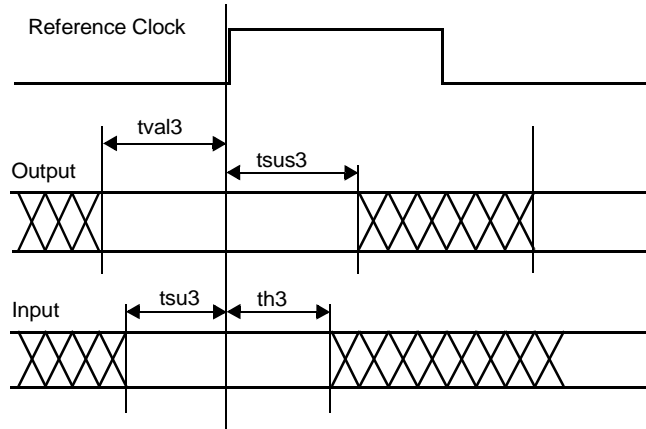 Reference Clock
tval3
tsus3
Output
tsu3
th3
Input